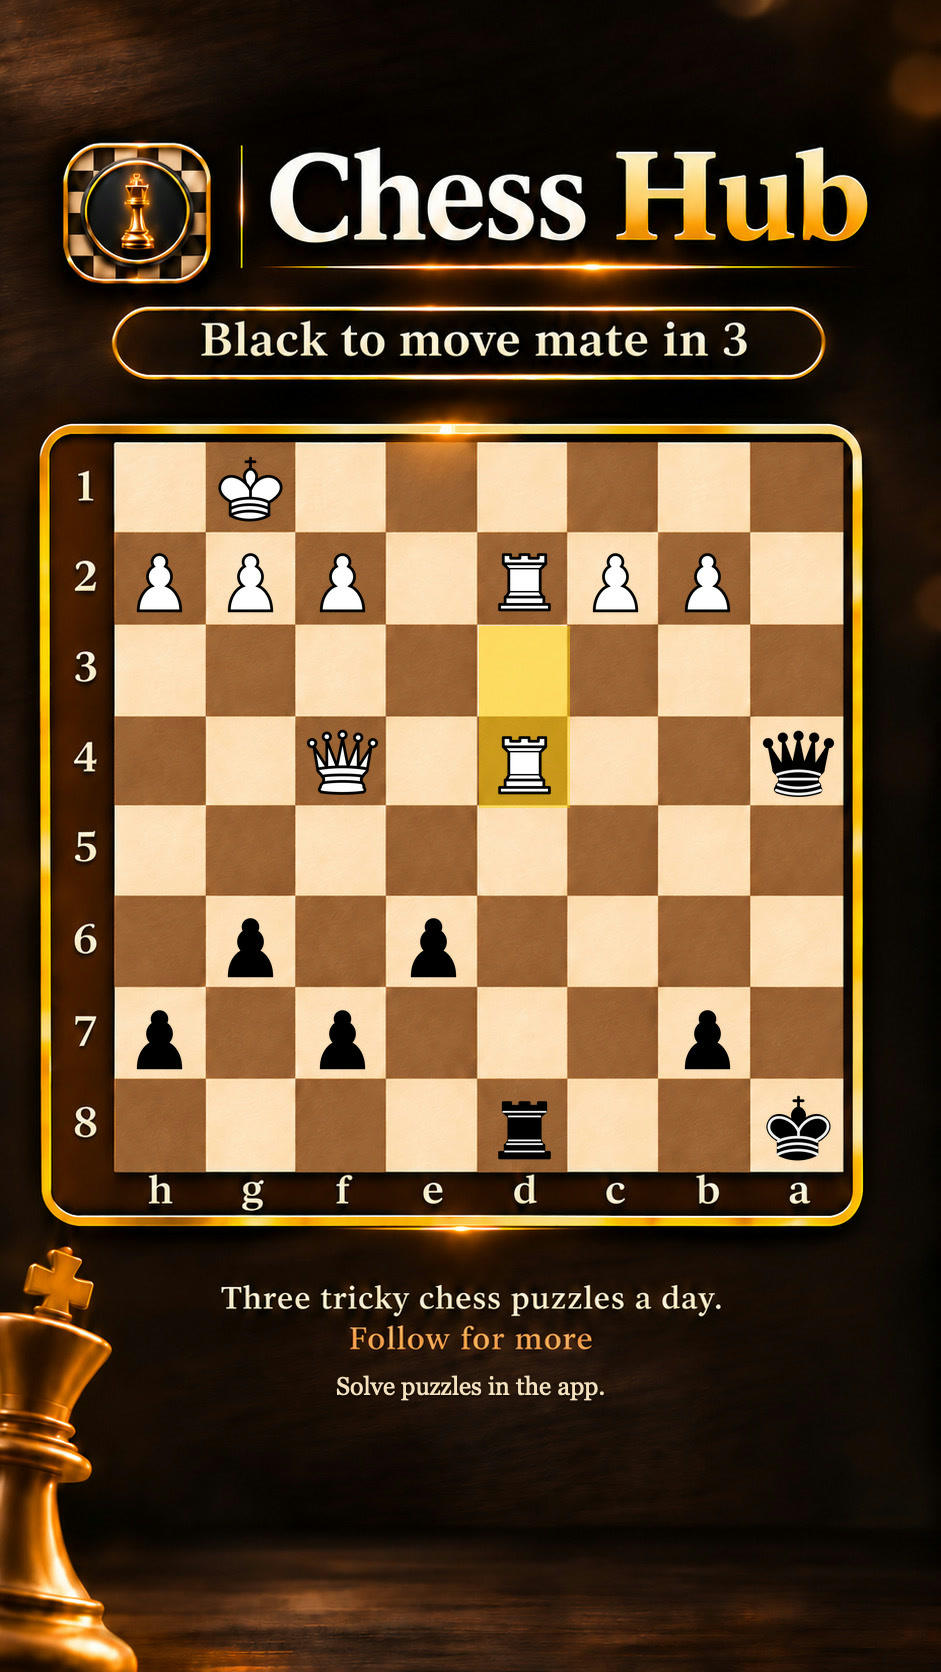 Chess Hub
Black to move mate in 3
1
2
3
4
5
6
7
8
h g f e d c b a
Three tricky chess puzzles a day.
Follow for more
Solve puzzles in the app.